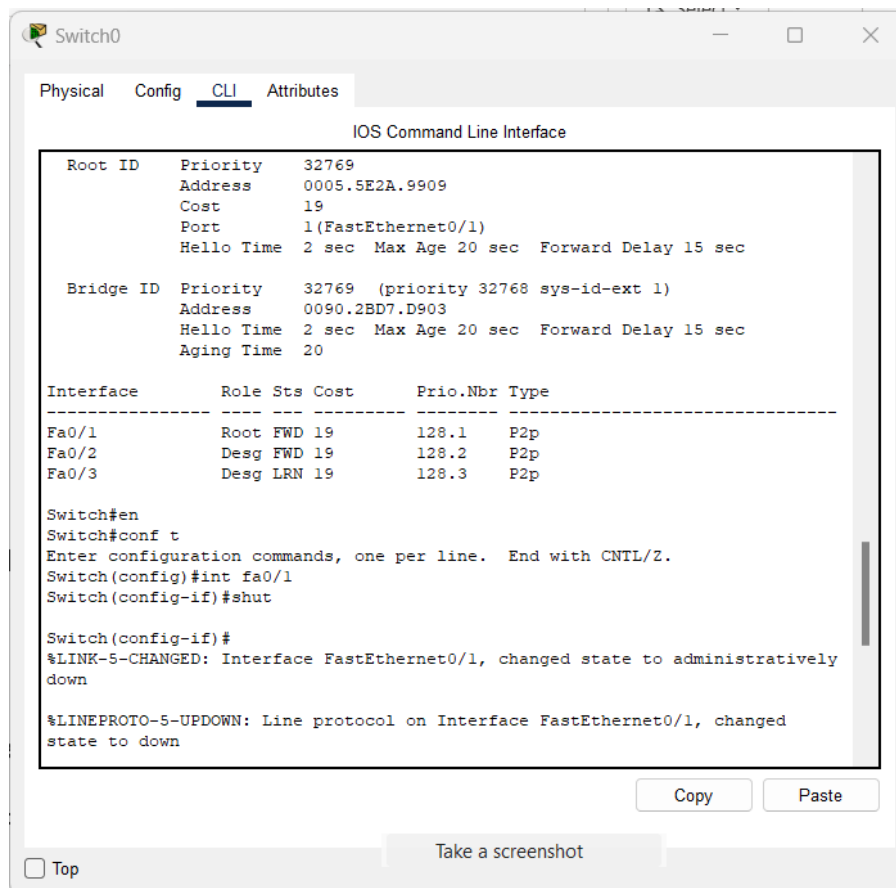 Switch0
Physical Config CLI Attributes
IOS Command Line Interface
Root ID Priority 32769
Address 0005.5E2A.9909
Cost 19
Port 1(FastEthernet0/1)
Hello Time 2 sec Max Age 20 sec Forward Delay 15 sec
Bridge ID Priority 32769 (priority 32768 sys-id-ext 1)
Address 0090.2BD7.D903
Hello Time 2 sec Max Age 20 sec Forward Delay 15 sec
Aging Time 20
Interface Role Sts Cost Prio.Nbr Type
---------------- ---- --- --------- -------- --------------------------------
Fa0/1 Root FWD 19 128.1 P2p
Fa0/2 Desg FWD 19 128.2 P2p
Fa0/3 Desg LRN 19 128.3 P2p
Switch#en
Switch#conf t
Enter configuration commands, one per line. End with CNTL/Z.
Switch(config)#int fa0/1
Switch(config-if)#shut
Switch(config-if)#
%LINK-5-CHANGED: Interface FastEthernet0/1, changed state to administratively
down
%LINEPROTO-5-UPDOWN: Line protocol on Interface FastEthernet0/1, changed
state to down
Copy Paste
Take a screenshot
Top